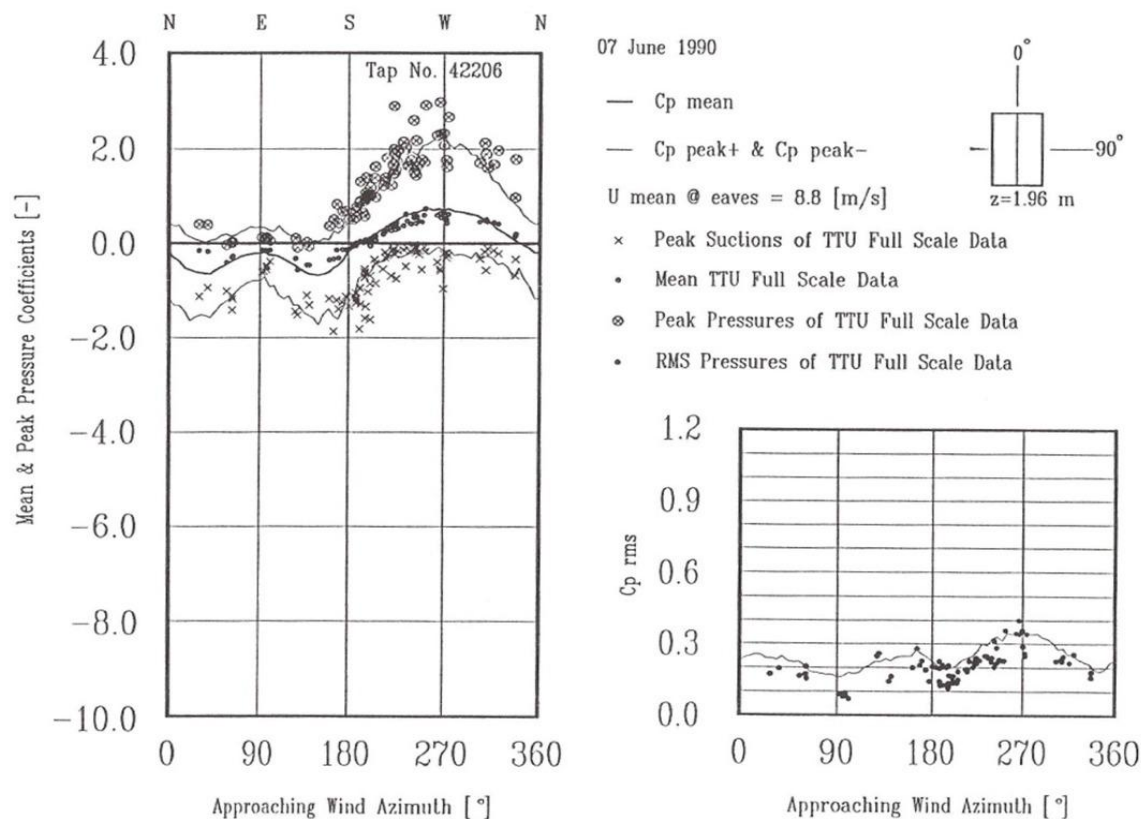 N E S W N
4.0
2.0
0.0
−2.0
−4.0
−6.0
−8.0
−10.0
Mean & Peak Pressure Coefficients [-]
Tap No. 42206
0 90 180 270 360
Approaching Wind Azimuth [°]
07 June 1990
Cp mean
Cp peak+ & Cp peak−
U mean @ eaves = 8.8 [m/s]
Peak Suctions of TTU Full Scale Data
Mean TTU Full Scale Data
Peak Pressures of TTU Full Scale Data
RMS Pressures of TTU Full Scale Data
0°
90°
z=1.96 m
1.2
0.9
0.6
0.3
0.0
Cp rms
0 90 180 270 360
Approaching Wind Azimuth [°]